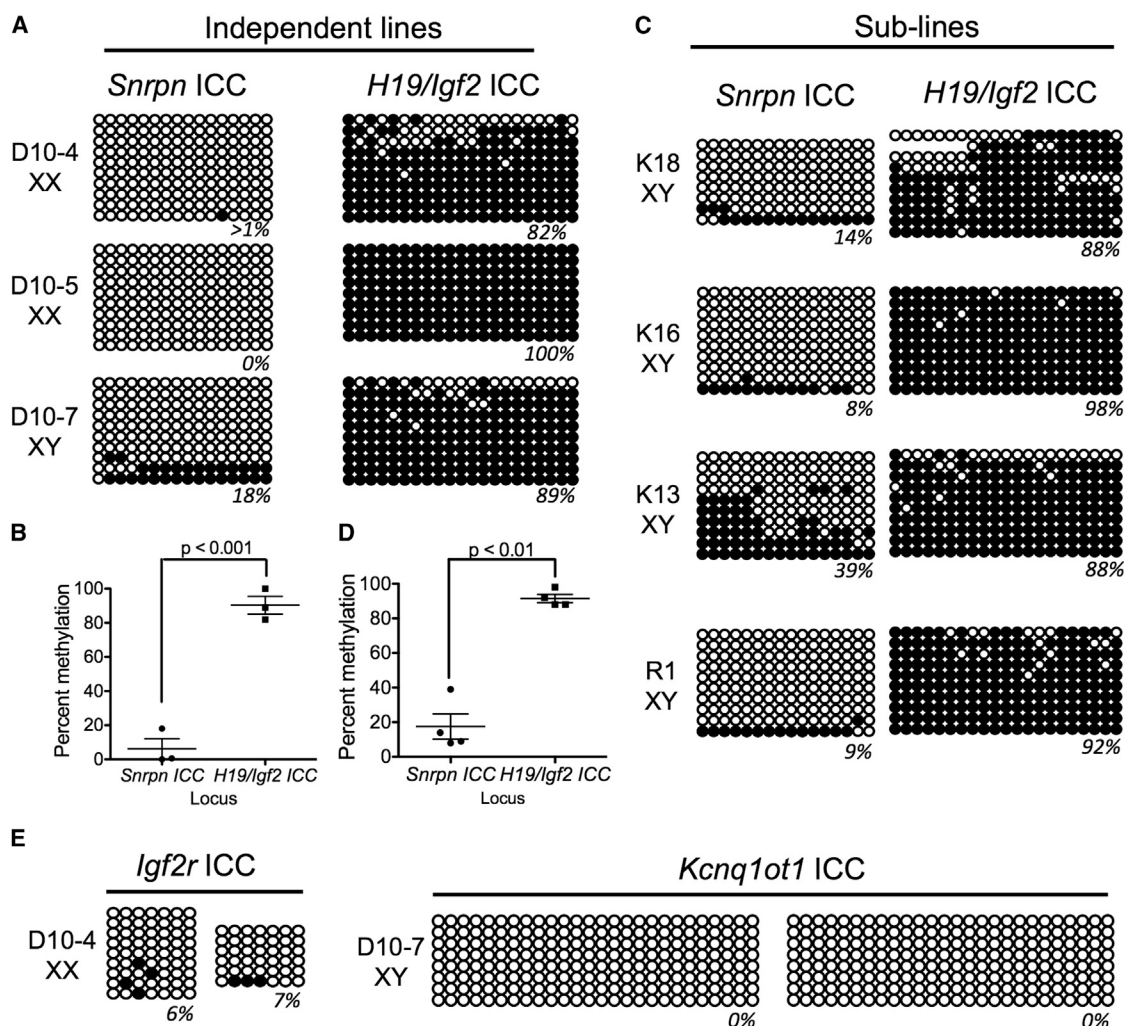 A
Independent lines
Snrpn ICC
H19/Igf2 ICC
D10-4
XX
>1%
82%
D10-5
XX
0%
100%
D10-7
XY
18%
89%
B
p < 0.001
Percent methylation
100
80
60
40
20
0
Snrpn ICC
H19/Igf2 ICC
Locus
C
Sub-lines
Snrpn ICC
H19/Igf2 ICC
K18
XY
14%
88%
K16
XY
8%
98%
K13
XY
39%
88%
R1
XY
9%
92%
D
p < 0.01
Percent methylation
100
80
60
40
20
0
Snrpn ICC
H19/Igf2 ICC
Locus
E
Igf2r ICC
D10-4
XX
6%
7%
Kcnq1ot1 ICC
D10-7
XY
0%
0%